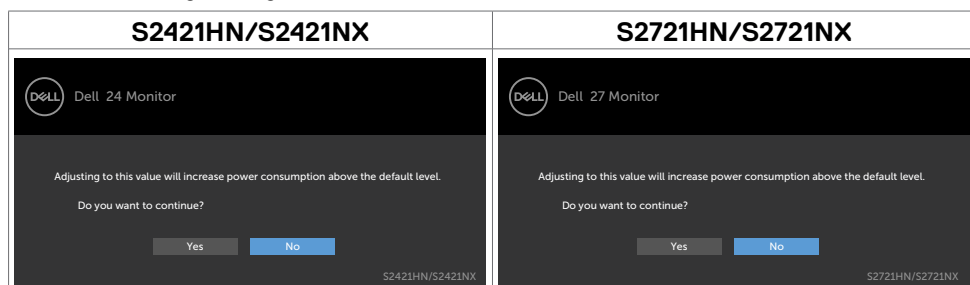 S2421HN/S2421NX
S2721HN/S2721NX
DELL Dell 24 Monitor
Adjusting to this value will increase power consumption above the default level.
Do you want to continue?
Yes No
S2421HN/S2421NX
DELL Dell 27 Monitor
Adjusting to this value will increase power consumption above the default level.
Do you want to continue?
Yes No
S2721HN/S2721NX